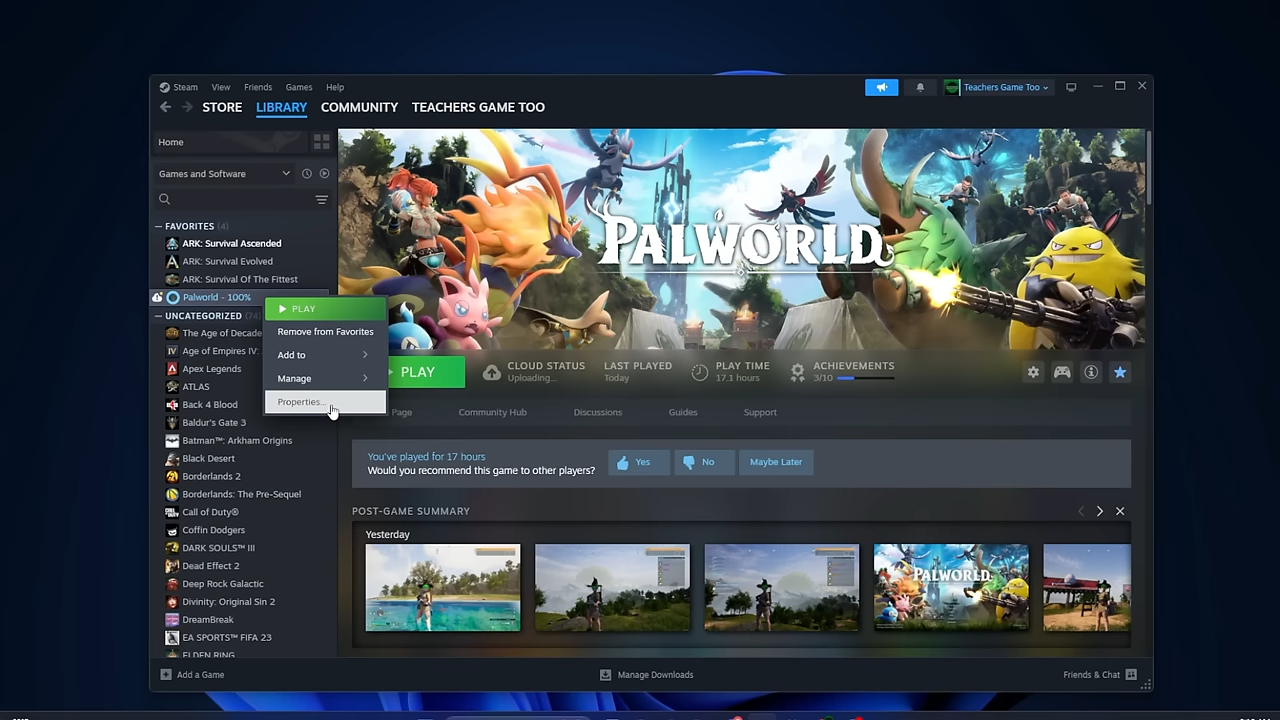 Steam View Friends Games Help
Teachers Game Too
STORE LIBRARY COMMUNITY TEACHERS GAME TOO
Home
Games and Software
FAVORITES (4)
ARK: Survival Ascended
ARK: Survival Evolved
ARK: Survival Of The Fittest
Palworld - 100%
UNCATEGORIZED
The Age of Decade
Age of Empires IV:
Apex Legends
ATLAS
Back 4 Blood
Baldur's Gate 3
Batman™: Arkham Origins
Black Desert
Borderlands 2
Borderlands: The Pre-Sequel
Call of Duty®
Coffin Dodgers
DARK SOULS™ III
Dead Effect 2
Deep Rock Galactic
Divinity: Original Sin 2
DreamBreak
EA SPORTS™ FIFA 23
ELDEN RING
PLAY
Remove from Favorites
Add to
Manage
Properties...
PALWORLD
PLAY
CLOUD STATUS
Uploading...
LAST PLAYED
Today
PLAY TIME
17.1 hours
ACHIEVEMENTS
3/10
Page Community Hub Discussions Guides Support
You've played for 17 hours
Would you recommend this game to other players?
Yes No Maybe Later
POST-GAME SUMMARY
Yesterday
PALWORLD
Add a Game
Manage Downloads
Friends & Chat